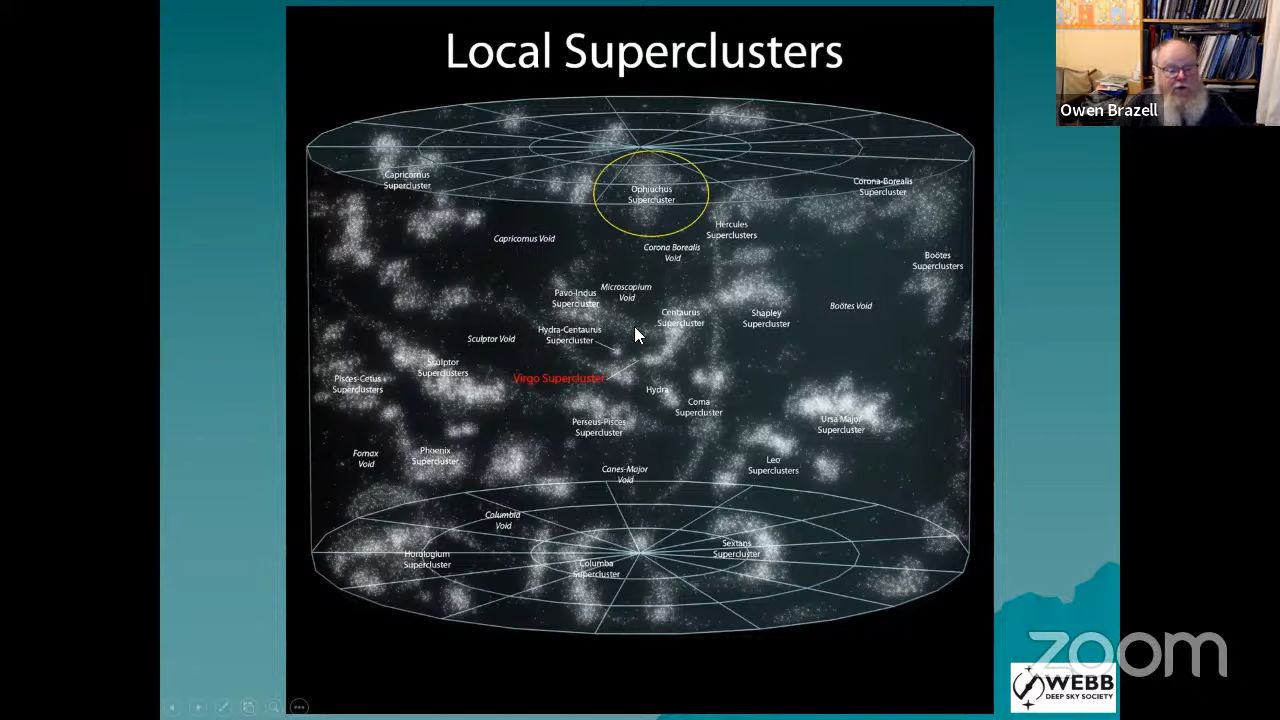 Local Superclusters
Owen Brazell
Capricornus
Supercluster
Ophiuchus
Supercluster
Corona-Borealis
Supercluster
Capricornus Void
Hercules
Superclusters
Corona Borealis
Void
Boötes
Superclusters
Pavo-Indus
Supercluster
Microscopium
Void
Centaurus
Supercluster
Shapley
Supercluster
Boötes Void
Sculptor Void
Hydra-Centaurus
Supercluster
Sculptor
Superclusters
Pisces-Cetus
Superclusters
Virgo Supercluster
Hydra
Coma
Supercluster
Perseus-Pisces
Supercluster
Ursa Major
Supercluster
Fornax
Void
Phoenix
Supercluster
Canes-Major
Void
Leo
Superclusters
Columbia
Void
Horologium
Supercluster
Columba
Supercluster
Sextans
Supercluster
zoom
WEBB
DEEP SKY SOCIETY